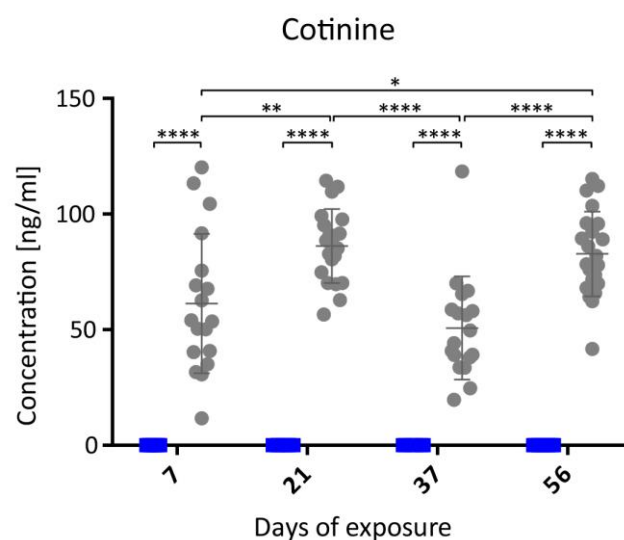 Cotinine
*
** **** ****
**** **** **** ****
150
100
50
0
Concentration [ng/ml]
7 21 37 56
Days of exposure